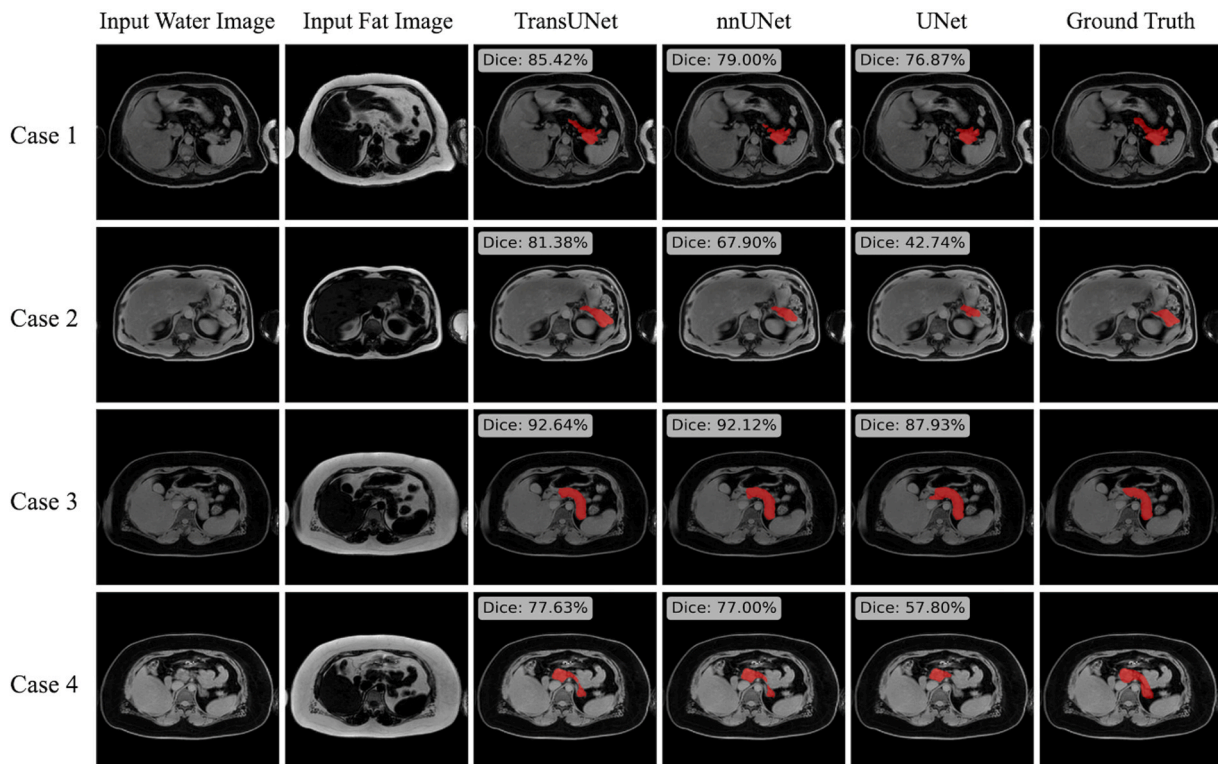 Input Water Image Input Fat Image TransUNet nnUNet UNet Ground Truth
Case 1 Dice: 85.42% Dice: 79.00% Dice: 76.87%
Case 2 Dice: 81.38% Dice: 67.90% Dice: 42.74%
Case 3 Dice: 92.64% Dice: 92.12% Dice: 87.93%
Case 4 Dice: 77.63% Dice: 77.00% Dice: 57.80%